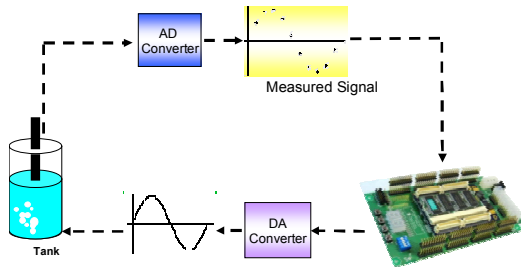 AD
Converter
Measured Signal
DA
Converter
Tank